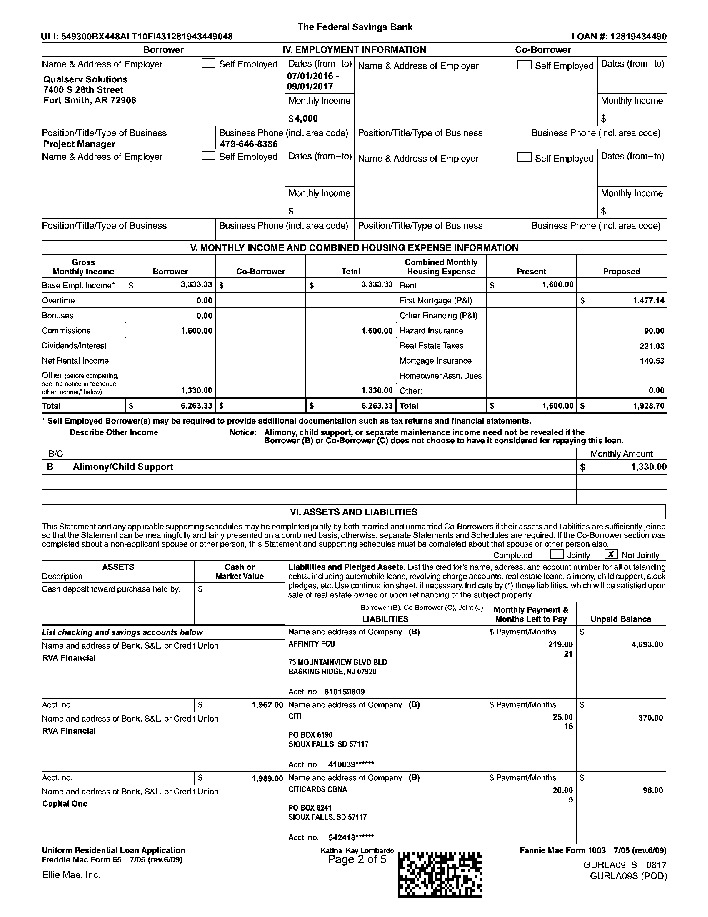 The Federal Savings Bank
LOAN #: 12819434490
Borrower IV. EMPLOYMENT INFORMATION Co-Borrower
Name & Address of Employer Self Employed Dates (from-to) Name & Address of Employer Self Employed Dates (from-to)
Qualserv Solutions 07/01/2016 -
7400 S 28th Street 09/01/2017
Fort Smith, AR 72906
Monthly Income Monthly Income
$ 4,000 $
Position/Title/Type of Business Business Phone (incl. area code) Position/Title/Type of Business Business Phone (incl. area code)
Project Manager 479-646-8386
Name & Address of Employer Self Employed Dates (from-to) Name & Address of Employer Self Employed Dates (from-to)
Monthly Income Monthly Income
$ $
Position/Title/Type of Business Business Phone (incl. area code) Position/Title/Type of Business Business Phone (incl. area code)
V. MONTHLY INCOME AND COMBINED HOUSING EXPENSE INFORMATION
Gross Monthly Income Borrower Co-Borrower Total Combined Monthly Housing Expense Present Proposed
Base Empl. Income* $ 3,333.33 $ $ 3,333.33 Rent $ 1,600.00
Overtime 0.00 First Mortgage (P&I) $ 1,477.14
Bonuses 0.00 Other Financing (P&I)
Commissions 1,600.00 1,600.00 Hazard Insurance 90.00
Dividends/Interest Real Estate Taxes 221.03
Net Rental Income Mortgage Insurance 140.53
Other (before completing, see the notice in "describe other income," below) 1,330.00 1,330.00 Homeowner Assn. Dues
Other: 0.00
Total $ 6,263.33 $ $ 6,263.33 Total $ 1,600.00 $ 1,928.70
* Self Employed Borrower(s) may be required to provide additional documentation such as tax returns and financial statements.
Describe Other Income Notice: Alimony, child support, or separate maintenance income need not be revealed if the
Borrower (B) or Co-Borrower (C) does not choose to have it considered for repaying this loan.
B/C Monthly Amount
B Alimony/Child Support $ 1,330.00
VI. ASSETS AND LIABILITIES
This Statement and any applicable supporting schedules may be completed jointly by both married and unmarried Co-Borrowers if their assets and liabilities are sufficiently joined
so that the Statement can be meaningfully and fairly presented on a combined basis; otherwise, separate Statements and Schedules are required. If the Co-Borrower section was
completed about a non-applicant spouse or other person, this Statement and supporting schedules must be completed about that spouse or other person also.
Completed Jointly X Not Jointly
ASSETS Cash or Market Value
Description
Liabilities and Pledged Assets. List the creditor's name, address, and account number for all outstanding
debts, including automobile loans, revolving charge accounts, real estate loans, alimony, child support, stock
pledges, etc. Use continuation sheet, if necessary. Indicate by (*) those liabilities, which will be satisfied upon
sale of real estate owned or upon refinancing of the subject property.
Cash deposit toward purchase held by: $
Borrower (B), Co-Borrower (C), Joint (J)
LIABILITIES Monthly Payment & Months Left to Pay Unpaid Balance
List checking and savings accounts below Name and address of Company (B) $ Payment/Months $
Name and address of Bank, S&L, or Credit Union AFFINITY FCU 219.00 4,693.00
RVA Financial 21
75 MOUNTAINVIEW BLVD BLD
BASKING RIDGE, NJ 07920
Acct. no. 810159809
Acct. no. $ 1,967.00 Name and address of Company (B) $ Payment/Months $
Name and address of Bank, S&L, or Credit Union CITI 25.00 370.00
RVA Financial 15
PO BOX 6190
SIOUX FALLS, SD 57117
Acct. no. 410039******
Acct. no. $ 1,989.00 Name and address of Company (B) $ Payment/Months $
Name and address of Bank, S&L, or Credit Union CITICARDS CBNA 20.00 98.00
Capital One 9
PO BOX 6241
SIOUX FALLS, SD 57117
Acct. no. 542418******
Uniform Residential Loan Application Katina Kay Lombardo Fannie Mae Form 1003 7/05 (rev.6/09)
Freddie Mac Form 65 7/05 (rev.6/09) Page 2 of 5
GURLA09_S 0817
Ellie Mae, Inc. GURLA09S (POD)